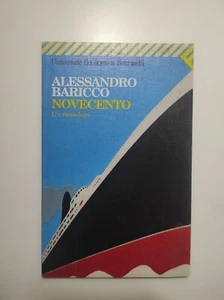 Universale Economica Feltrinelli
ALESSANDRO
BARICCO
NOVECENTO
Un monologo